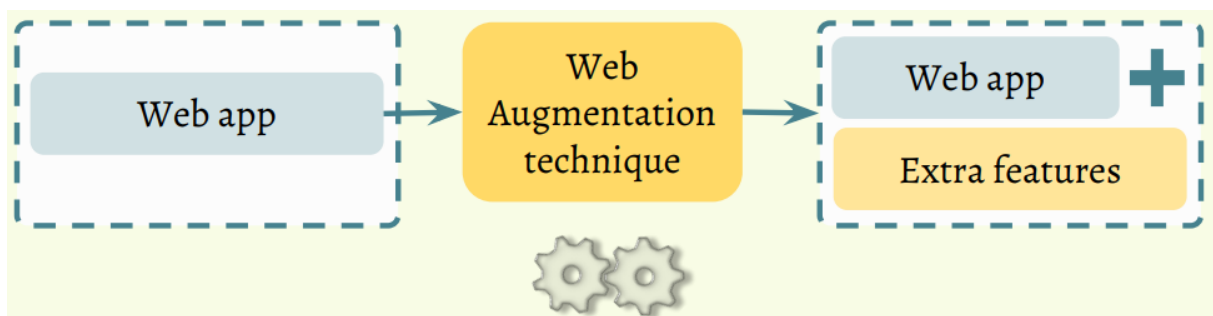 Web app
Web
Augmentation
technique
Web app
Extra features